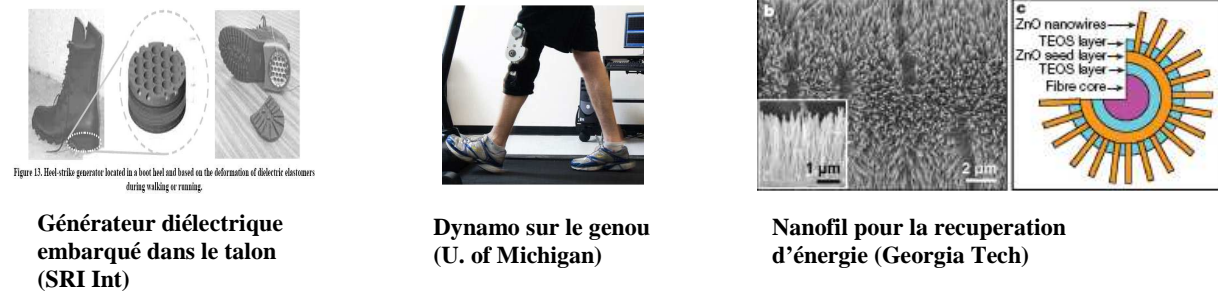 b
c
ZnO nanowires
TEOS layer
ZnO seed layer
TEOS layer
Fibre core
1 µm
2 µm
Figure 13. Heel-strike generator located in a boot heel and based on the deformation of dielectric elastomers
during walking or running.
Générateur diélectrique
embarqué dans le talon
(SRI Int)
Dynamo sur le genou
(U. of Michigan)
Nanofil pour la recuperation
d’énergie (Georgia Tech)